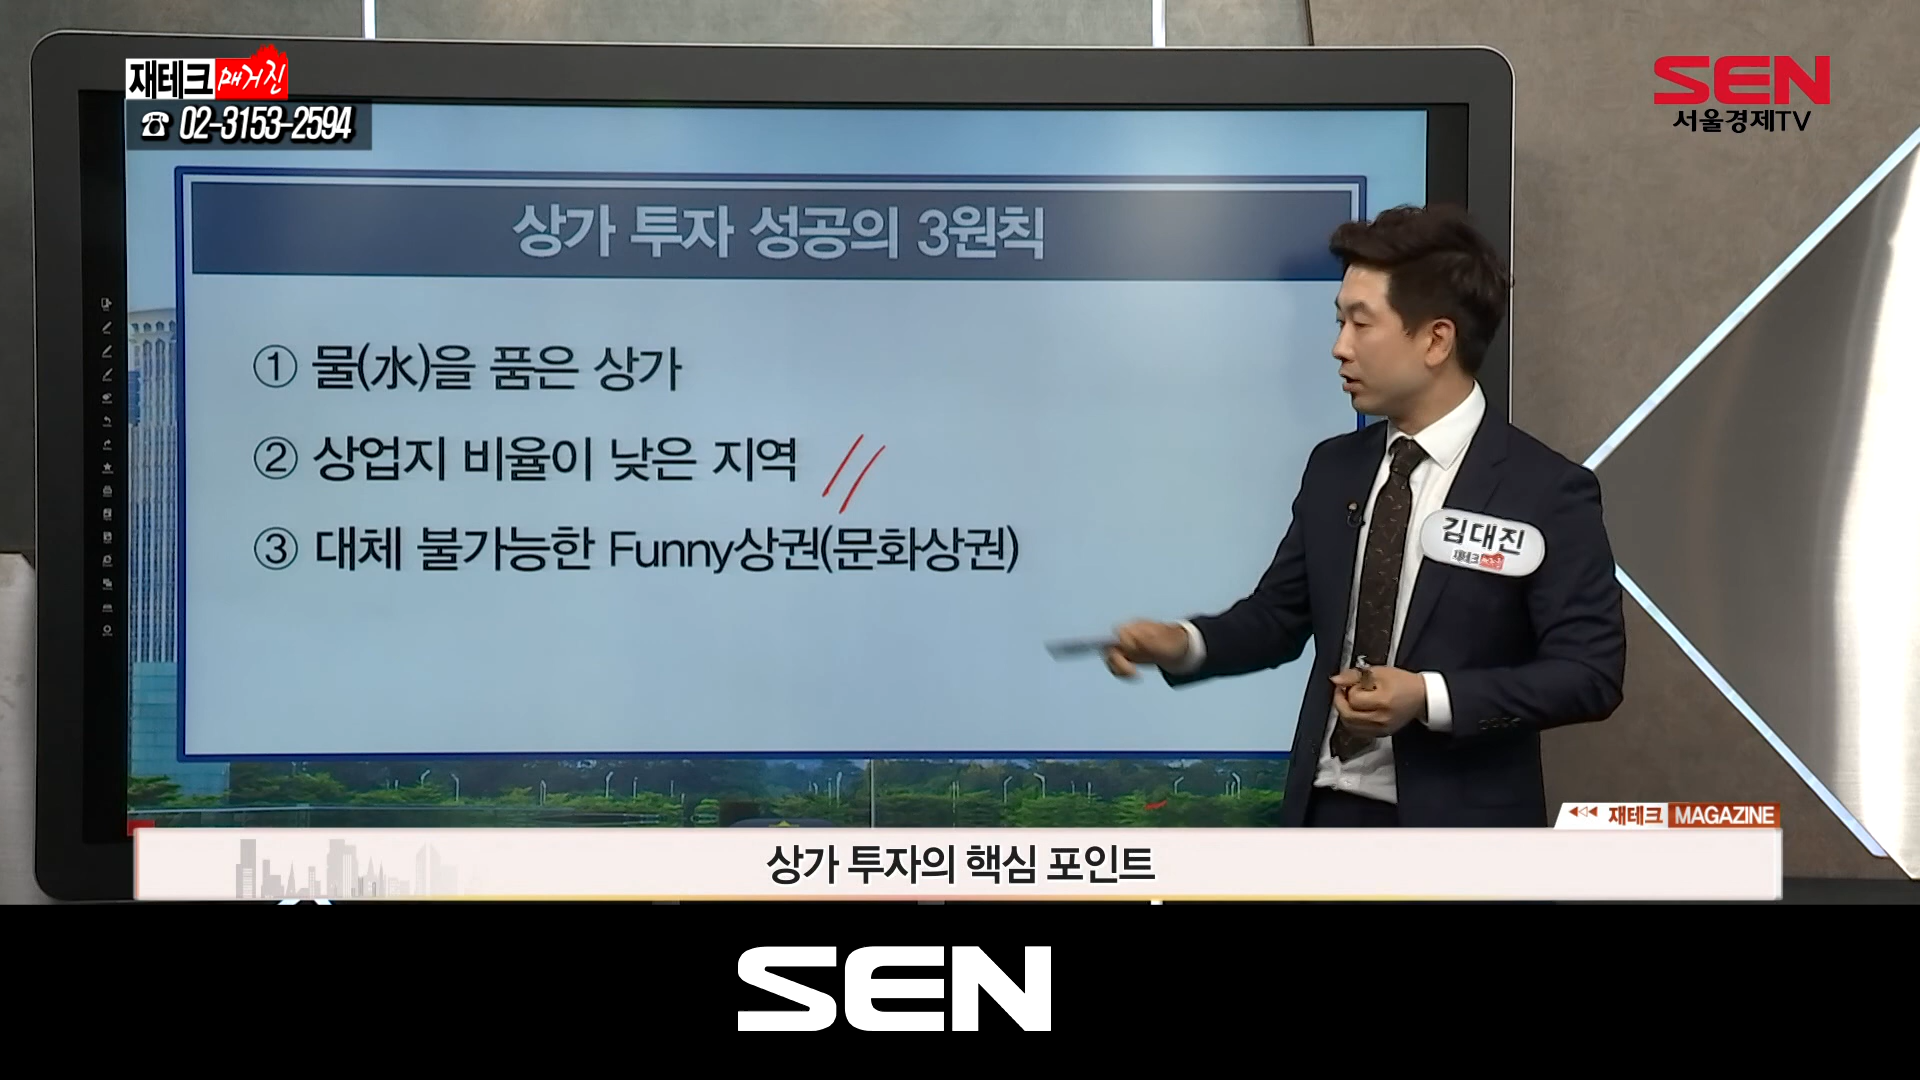 재테크 매거진
☎ 02-3153-2594
SEN
서울경제TV
상가 투자 성공의 3원칙
① 물(水)을 품은 상가
② 상업지 비율이 낮은 지역
③ 대체 불가능한 Funny상권(문화상권)
김대진
재테크
재테크 MAGAZINE
상가 투자의 핵심 포인트
SEN